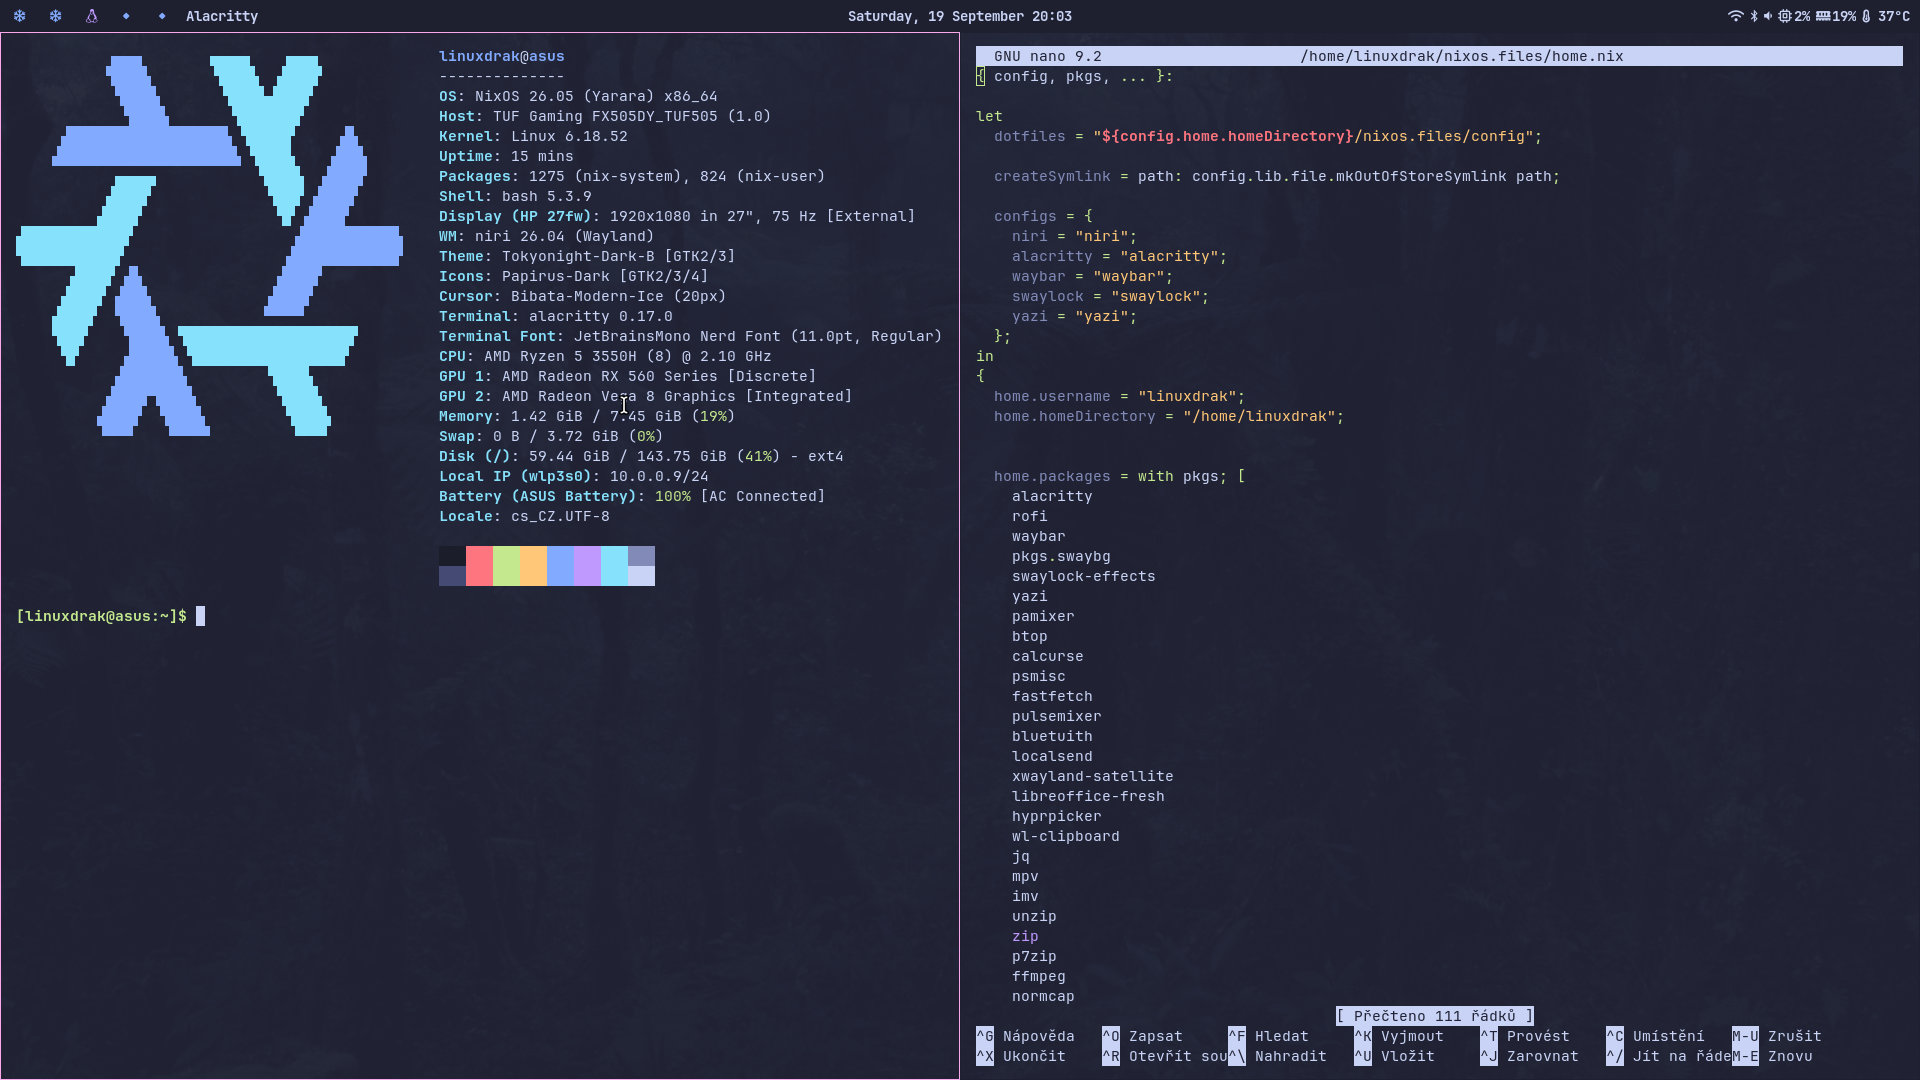 Alacritty
Saturday, 19 September 20:03
2% 19% 37°C
linuxdrak@asus
--------------
OS: NixOS 26.05 (Yarara) x86_64
Host: TUF Gaming FX505DY_TUF505 (1.0)
Kernel: Linux 6.18.52
Uptime: 15 mins
Packages: 1275 (nix-system), 824 (nix-user)
Shell: bash 5.3.9
Display (HP 27fw): 1920x1080 in 27", 75 Hz [External]
WM: niri 26.04 (Wayland)
Theme: Tokyonight-Dark-B [GTK2/3]
Icons: Papirus-Dark [GTK2/3/4]
Cursor: Bibata-Modern-Ice (20px)
Terminal: alacritty 0.17.0
Terminal Font: JetBrainsMono Nerd Font (11.0pt, Regular)
CPU: AMD Ryzen 5 3550H (8) @ 2.10 GHz
GPU 1: AMD Radeon RX 560 Series [Discrete]
GPU 2: AMD Radeon Vega 8 Graphics [Integrated]
Memory: 1.42 GiB / 7.45 GiB (19%)
Swap: 0 B / 3.72 GiB (0%)
Disk (/): 59.44 GiB / 143.75 GiB (41%) - ext4
Local IP (wlp3s0): 10.0.0.9/24
Battery (ASUS Battery): 100% [AC Connected]
Locale: cs_CZ.UTF-8
[linuxdrak@asus:~]$
GNU nano 9.2 /home/linuxdrak/nixos.files/home.nix
{ config, pkgs, ... }:
let
dotfiles = "${config.home.homeDirectory}/nixos.files/config";
createSymlink = path: config.lib.file.mkOutOfStoreSymlink path;
configs = {
niri = "niri";
alacritty = "alacritty";
waybar = "waybar";
swaylock = "swaylock";
yazi = "yazi";
};
in
{
home.username = "linuxdrak";
home.homeDirectory = "/home/linuxdrak";
home.packages = with pkgs; [
alacritty
rofi
waybar
pkgs.swaybg
swaylock-effects
yazi
pamixer
btop
calcurse
psmisc
fastfetch
pulsemixer
bluetuith
localsend
xwayland-satellite
libreoffice-fresh
hyprpicker
wl-clipboard
jq
mpv
imv
unzip
zip
p7zip
ffmpeg
normcap
[ Přečteno 111 řádků ]
^G Nápověda ^O Zapsat ^F Hledat ^K Vyjmout ^T Provést ^C Umístění M-U Zrušit
^X Ukončit ^R Otevřít sou^\ Nahradit ^U Vložit ^J Zarovnat ^/ Jít na řádeM-E Znovu